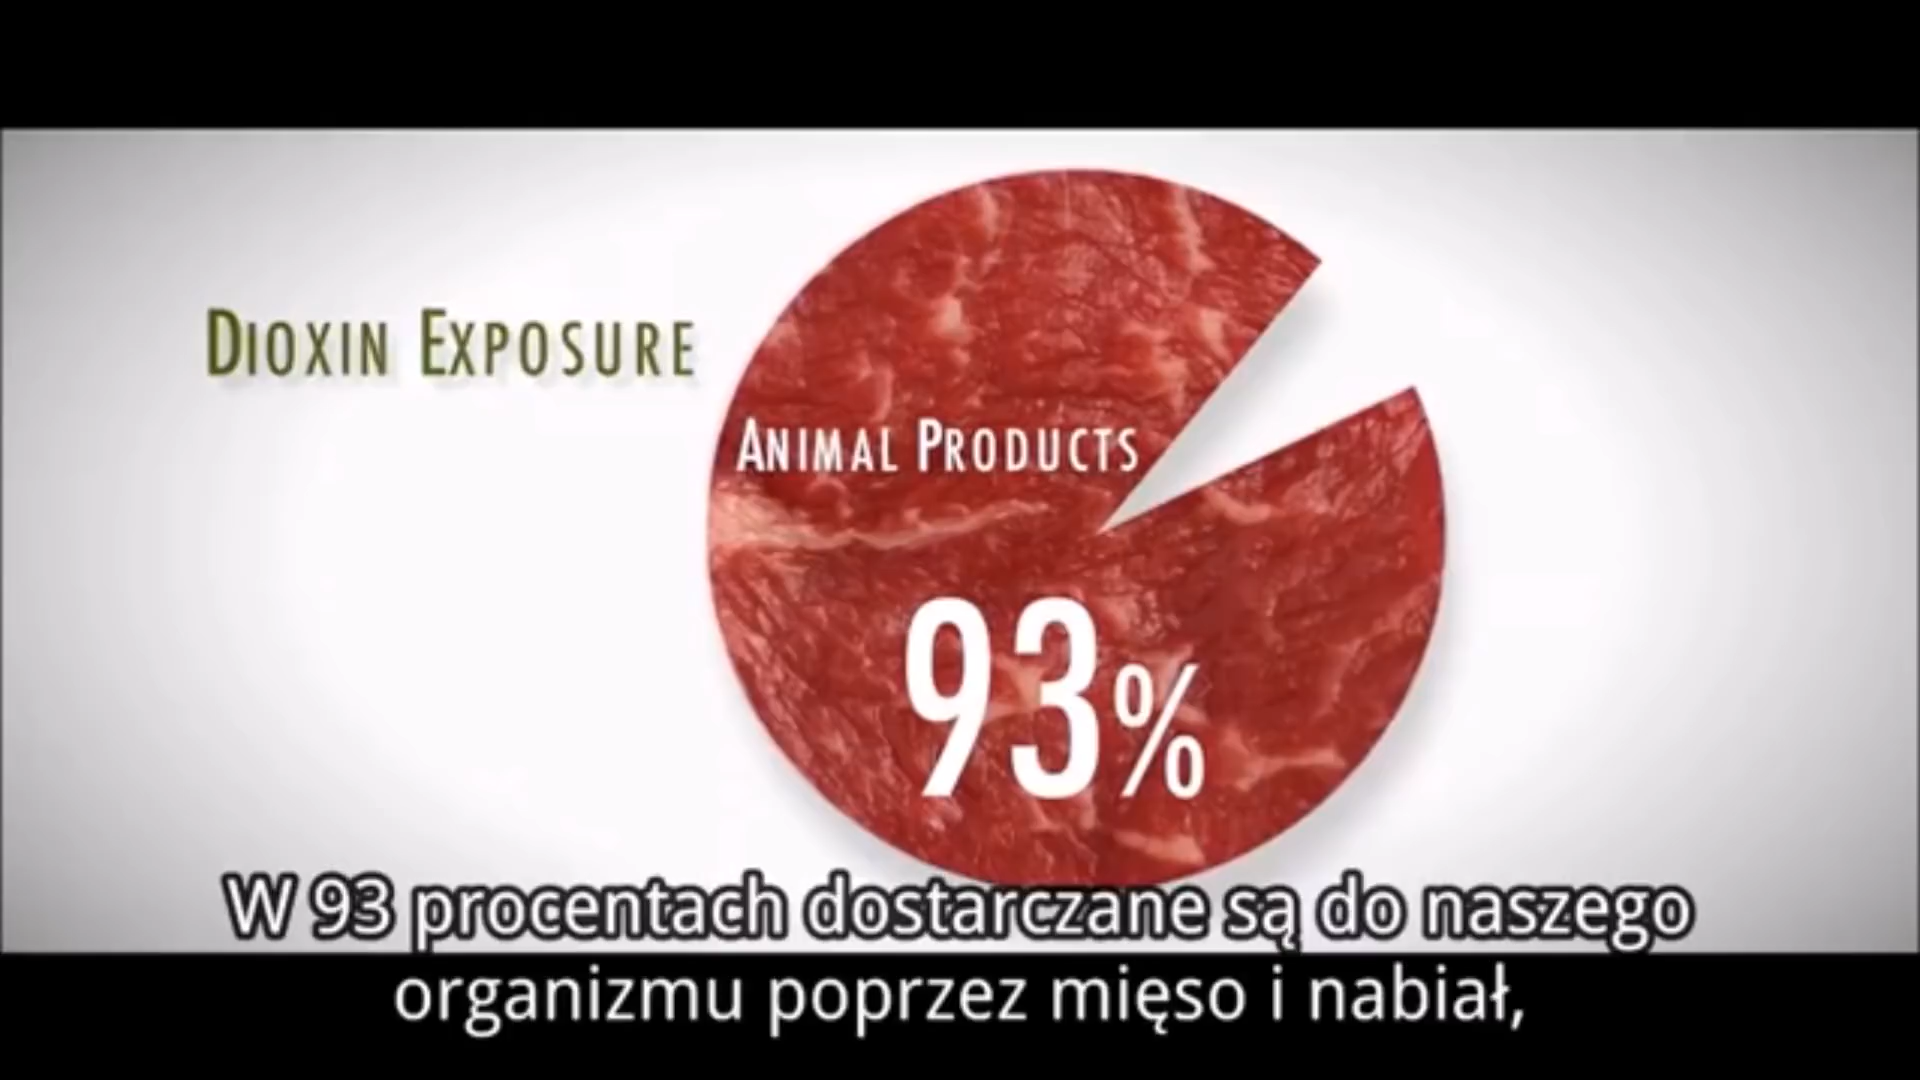 DIOXIN EXPOSURE
ANIMAL PRODUCTS
93%
W 93 procentach dostarczane są do naszego
organizmu poprzez mięso i nabiał,